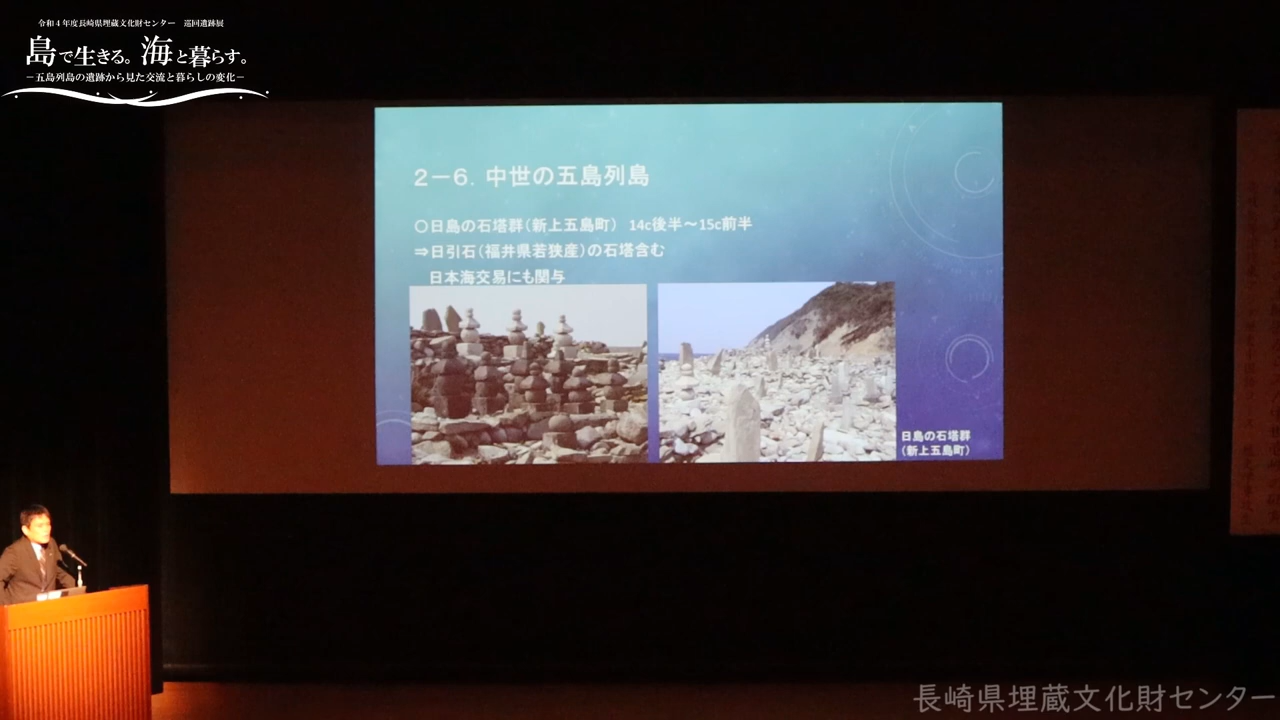 令和４年度長崎県埋蔵文化財センター　巡回遺跡展
島で生きる。海と暮らす。
－五島列島の遺跡から見た交流と暮らしの変化－
２－６．中世の五島列島
〇日島の石塔群（新上五島町）　14c後半～15c前半
⇒日引石（福井県若狭産）の石塔含む
日本海交易にも関与
日島の石塔群
（新上五島町）
長崎県埋蔵文化財センター